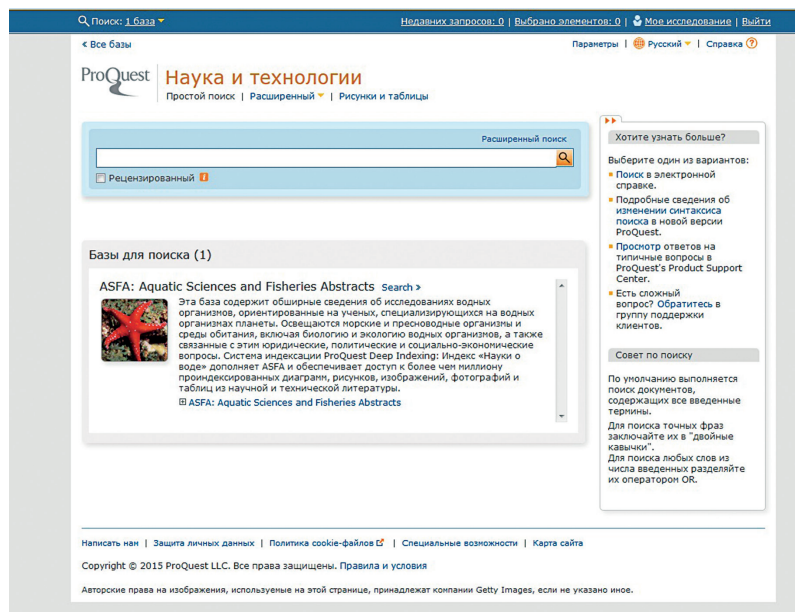 Поиск: 1 база
Недавних запросов: 0 | Выбрано элементов: 0 | Мое исследование | Выйти
< Все базы
Параметры | Русский | Справка ?
ProQuest
Наука и технологии
Простой поиск | Расширенный | Рисунки и таблицы
Расширенный поиск
Рецензированный i
Базы для поиска (1)
ASFA: Aquatic Sciences and Fisheries Abstracts Search >
Эта база содержит обширные сведения об исследованиях водных
организмов, ориентированные на ученых, специализирующихся на водных
организмах планеты. Освещаются морские и пресноводные организмы и
среды обитания, включая биологию и экологию водных организмов, а также
связанные с этим юридические, политические и социально-экономические
вопросы. Система индексации ProQuest Deep Indexing: Индекс «Науки о
воде» дополняет ASFA и обеспечивает доступ к более чем миллиону
проиндексированных диаграмм, рисунков, изображений, фотографий и
таблиц из научной и технической литературы.
ASFA: Aquatic Sciences and Fisheries Abstracts
Хотите узнать больше?
Выберите один из вариантов:
Поиск в электронной
справке.
Подробные сведения об
изменении синтаксиса
поиска в новой версии
ProQuest.
Просмотр ответов на
типичные вопросы в
ProQuest's Product Support
Center.
Есть сложный
вопрос? Обратитесь в
группу поддержки
клиентов.
Совет по поиску
По умолчанию выполняется
поиск документов,
содержащих все введенные
термины.
Для поиска точных фраз
заключайте их в "двойные
кавычки".
Для поиска любых слов из
числа введенных разделяйте
их оператором OR.
Написать нам | Защита личных данных | Политика cookie-файлов | Специальные возможности | Карта сайта
Copyright © 2015 ProQuest LLC. Все права защищены. Правила и условия
Авторские права на изображения, используемые на этой странице, принадлежат компании Getty Images, если не указано иное.